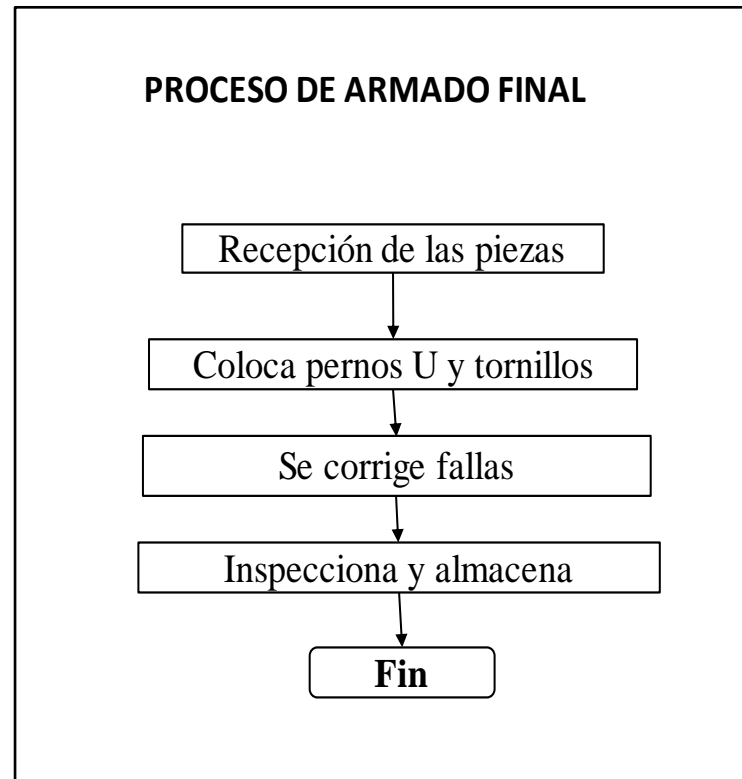 PROCESO DE ARMADO FINAL
Recepción de las piezas
Coloca pernos U y tornillos
Se corrige fallas
Inspecciona y almacena
Fin